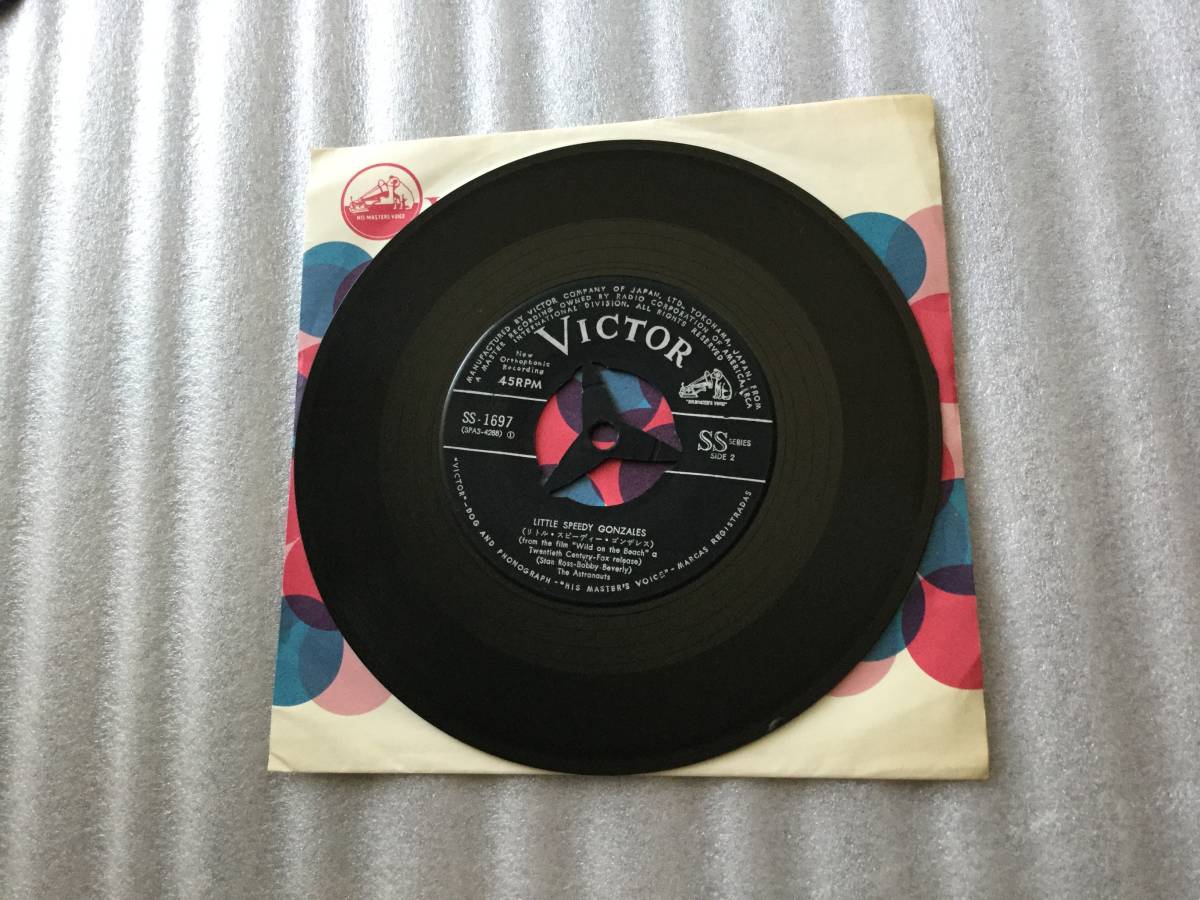 HIS MASTERS VOICE
MANUFACTURED BY VICTOR COMPANY OF JAPAN, LTD., YOKOHAMA, JAPAN, FROM
A MASTER RECORDING OWNED BY RADIO CORPORATION OF AMERICA, RCA
INTERNATIONAL DIVISION. ALL RIGHTS RESERVED
VICTOR
New
Orthophonic
Recording
45RPM
"HIS MASTER'S VOICE"
SS-1697
(SPA3-4288) ①
SS SERIES
SIDE 2
LITTLE SPEEDY GONZALES
(リトル・スピーディー・ゴンザレス)
(from the film "Wild on the Beach" a
Twentieth Century-Fox release)
(Stan Ross-Bobby Beverly)
The Astronauts
"VICTOR"-DOG AND PHONOGRAPH-"HIS MASTER'S VOICE"-MARCAS REGISTRADAS